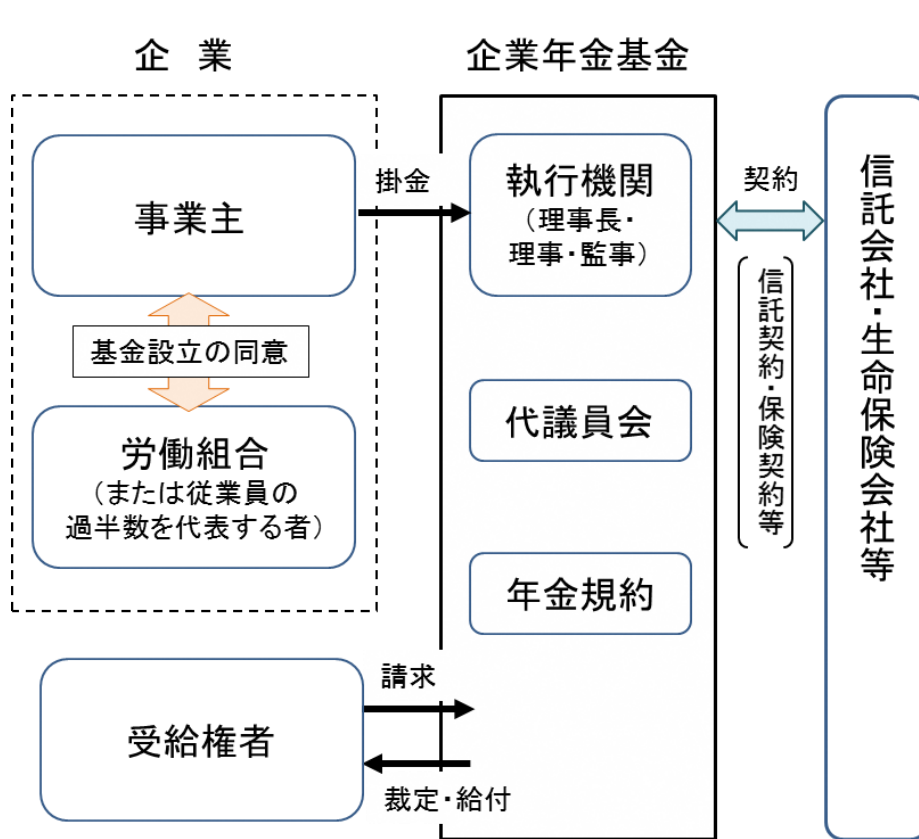 企　業
企業年金基金
事業主
掛金
執行機関
（理事長・
理事・監事）
契約
信託会社・生命保険会社等
信託契約・保険契約等
基金設立の同意
労働組合
（または従業員の
過半数を代表する者）
代議員会
年金規約
受給権者
請求
裁定・給付